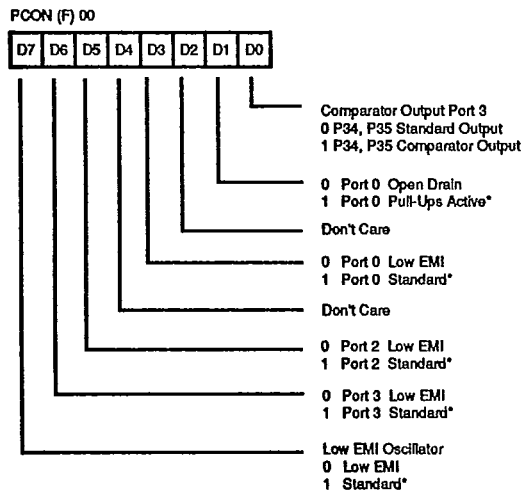 PCON (F) 00
D7 D6 D5 D4 D3 D2 D1 D0
Comparator Output Port 3
0 P34, P35 Standard Output
1 P34, P35 Comparator Output
0 Port 0 Open Drain
1 Port 0 Pull-Ups Active*
Don't Care
0 Port 0 Low EMI
1 Port 0 Standard*
Don't Care
0 Port 2 Low EMI
1 Port 2 Standard*
0 Port 3 Low EMI
1 Port 3 Standard*
Low EMI Oscillator
0 Low EMI
1 Standard*